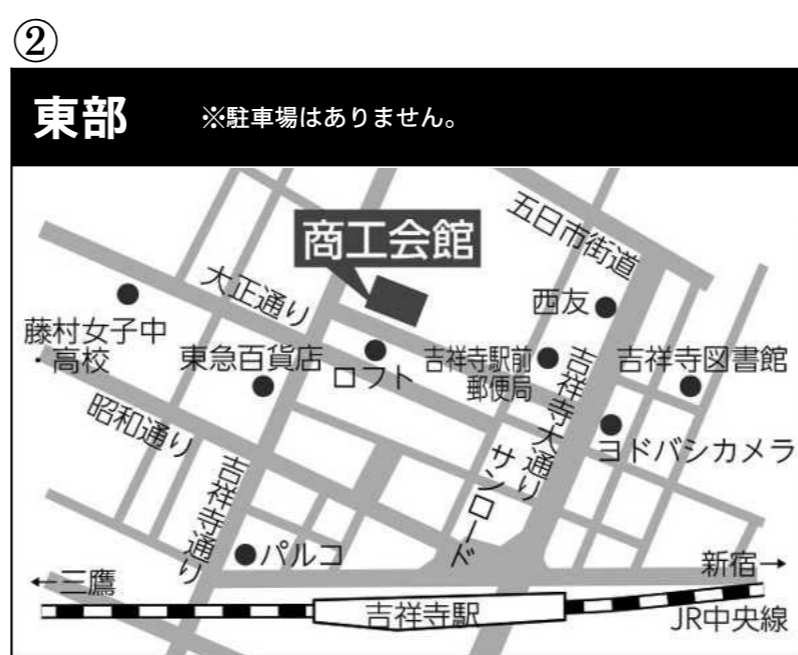 ②
東部
※駐車場はありません。
五日市街道
商工会館
大正通り
西友
藤村女子中
・高校
東急百貨店
ロフト
吉祥寺駅前
郵便局
吉祥寺大通り
吉祥寺図書館
昭和通り
ヨドバシカメラ
サンロード
吉祥寺通り
パルコ
新宿→
←三鷹
吉祥寺駅
JR中央線